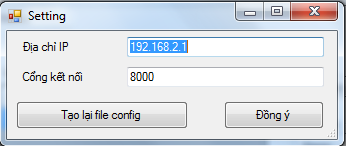 Setting
Địa chỉ IP
192.168.2.1
Cổng kết nối
8000
Tạo lại file config
Đồng ý